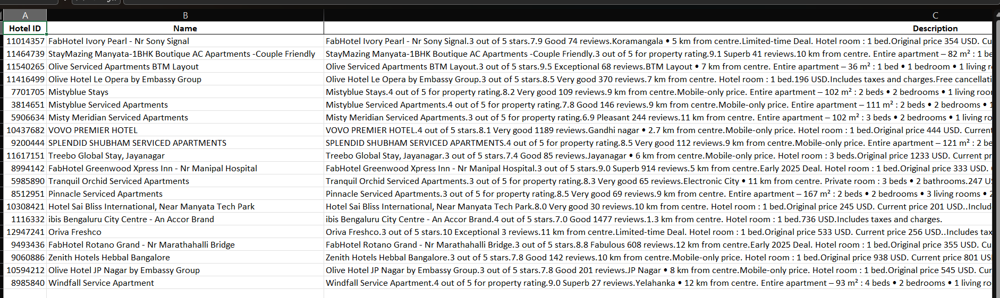 A B C
Hotel ID Name Description
11014357 FabHotel Ivory Pearl - Nr Sony Signal FabHotel Ivory Pearl - Nr Sony Signal.3 out of 5 stars.7.9 Good 74 reviews.Koramangala • 5 km from centre.Limited-time Deal. Hotel room : 1 bed.Original price 354 USD. Cu
11464739 StayMazing Manyata-1BHK Boutique AC Apartments -Couple Friendly StayMazing Manyata-1BHK Boutique AC Apartments -Couple Friendly.3 out of 5 for property rating.9.1 Superb 41 reviews.10 km from centre. Entire apartment – 82 m² : 1 be
11540265 Olive Serviced Apartments BTM Layout Olive Serviced Apartments BTM Layout.3 out of 5 stars.9.5 Exceptional 68 reviews.BTM Layout • 7 km from centre. Entire apartment – 36 m² : 1 bed • 1 bedroom • 1 living r
11416499 Olive Hotel Le Opera by Embassy Group Olive Hotel Le Opera by Embassy Group.3 out of 5 stars.8.5 Very good 370 reviews.7 km from centre. Hotel room : 1 bed.196 USD.Includes taxes and charges.Free cancellati
7701705 Mistyblue Stays Mistyblue Stays.4 out of 5 for property rating.8.2 Very good 109 reviews.9 km from centre.Mobile-only price. Entire apartment – 102 m² : 2 beds • 2 bedrooms • 1 living roo
3814651 Mistyblue Serviced Apartments Mistyblue Serviced Apartments.4 out of 5 for property rating.7.8 Good 146 reviews.9 km from centre.Mobile-only price. Entire apartment – 111 m² : 2 beds • 2 bedrooms • 1
5906634 Misty Meridian Serviced Apartments Misty Meridian Serviced Apartments.3 out of 5 for property rating.6.9 Pleasant 244 reviews.11 km from centre. Entire apartment – 102 m² : 3 beds • 2 bedrooms • 1 living ro
10437682 VOVO PREMIER HOTEL VOVO PREMIER HOTEL.4 out of 5 stars.8.1 Very good 1189 reviews.Gandhi nagar • 2.7 km from centre.Mobile-only price. Hotel room : 1 bed.Original price 444 USD. Current
9200444 SPLENDID SHUBHAM SERVICED APARTMENTS SPLENDID SHUBHAM SERVICED APARTMENTS.4 out of 5 for property rating.8.5 Very good 112 reviews.9 km from centre.Mobile-only price. Entire apartment – 121 m² : 2 be
11617151 Treebo Global Stay, Jayanagar Treebo Global Stay, Jayanagar.3 out of 5 stars.7.4 Good 85 reviews.Jayanagar • 6 km from centre.Mobile-only price. Hotel room : 3 beds.Original price 1233 USD. Current pr
8994142 FabHotel Greenwood Xpress Inn - Nr Manipal Hospital FabHotel Greenwood Xpress Inn - Nr Manipal Hospital.3 out of 5 stars.9.0 Superb 914 reviews.5 km from centre.Early 2025 Deal. Hotel room : 1 bed.Original price 333 USD.
5985890 Tranquil Orchid Serviced Apartments Tranquil Orchid Serviced Apartments.3 out of 5 for property rating.8.3 Very good 65 reviews.Electronic City • 11 km from centre. Private room : 3 beds • 2 bathrooms.247 U
8512951 Pinnacle Serviced Apartments Pinnacle Serviced Apartments.3 out of 5 for property rating.8.5 Very good 69 reviews.9 km from centre. Entire apartment – 167 m² : 2 beds • 2 bedrooms • 3 living rooms • 2
10308421 Hotel Sai Bliss International, Near Manyata Tech Park Hotel Sai Bliss International, Near Manyata Tech Park.8.0 Very good 30 reviews.10 km from centre. Hotel room : 1 bed.Original price 245 USD. Current price 201 USD..Includ
1116332 ibis Bengaluru City Centre - An Accor Brand ibis Bengaluru City Centre - An Accor Brand.4 out of 5 stars.7.0 Good 1477 reviews.1.3 km from centre. Hotel room : 1 bed.736 USD.Includes taxes and charges.
12947241 Oriva Freshco Oriva Freshco.3 out of 5 stars.10 Exceptional 3 reviews.11 km from centre.Limited-time Deal. Hotel room : 1 bed.Original price 533 USD. Current price 256 USD..Includes tax
9493436 FabHotel Rotano Grand - Nr Marathahalli Bridge FabHotel Rotano Grand - Nr Marathahalli Bridge.3 out of 5 stars.8.8 Fabulous 608 reviews.12 km from centre.Early 2025 Deal. Hotel room : 1 bed.Original price 355 USD. Cu
9060886 Zenith Hotels Hebbal Bangalore Zenith Hotels Hebbal Bangalore.3 out of 5 stars.7.8 Good 142 reviews.10 km from centre.Mobile-only price. Hotel room : 1 bed.Original price 938 USD. Current price 801 US
10594212 Olive Hotel JP Nagar by Embassy Group Olive Hotel JP Nagar by Embassy Group.3 out of 5 stars.7.8 Good 201 reviews.JP Nagar • 8 km from centre.Mobile-only price. Hotel room : 1 bed.Original price 545 USD. Cur
8985840 Windfall Service Apartment Windfall Service Apartment.4 out of 5 for property rating.9.0 Superb 27 reviews.Yelahanka • 12 km from centre. Entire apartment – 93 m² : 4 beds • 2 bedrooms • 1 living ro